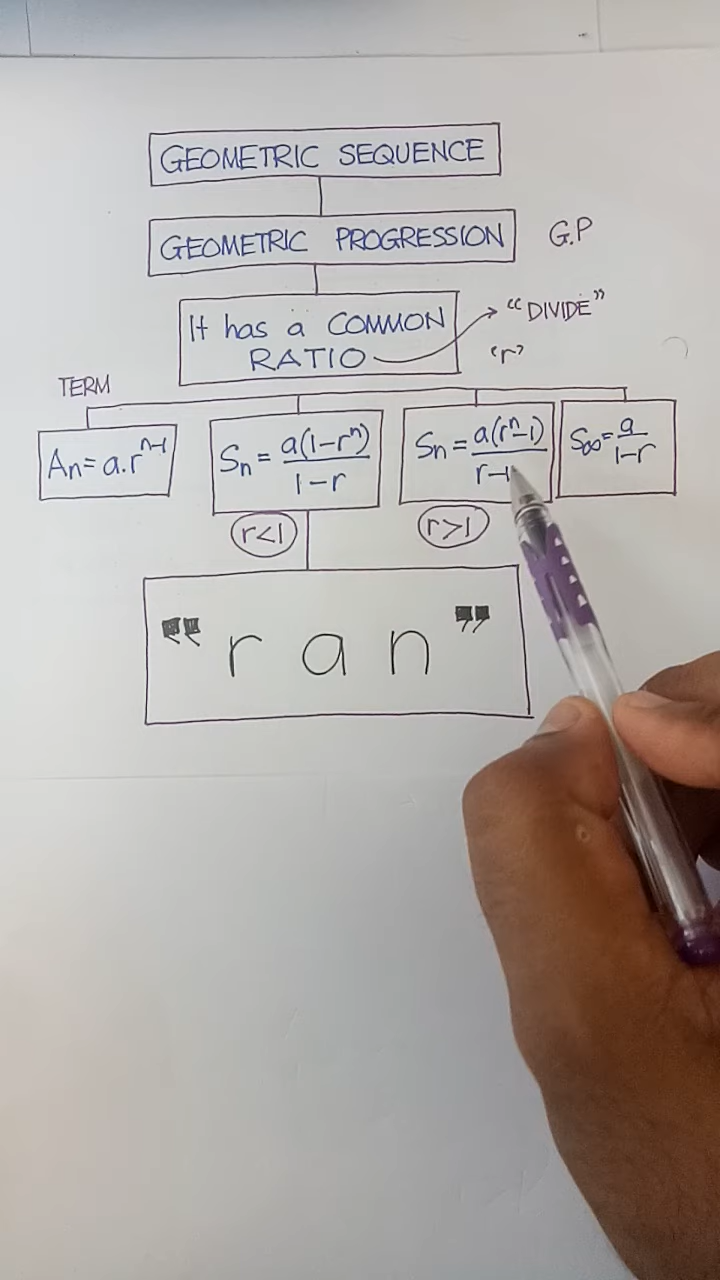 GEOMETRIC SEQUENCE
GEOMETRIC PROGRESSION G.P
It has a COMMON
RATIO
"DIVIDE"
"r"
TERM
An = a.r^n-1
Sn = a(1-r^n)/1-r
Sn = a(r^n-1)/r-1
S∞ = a/1-r
r<1
r>1
"ran"